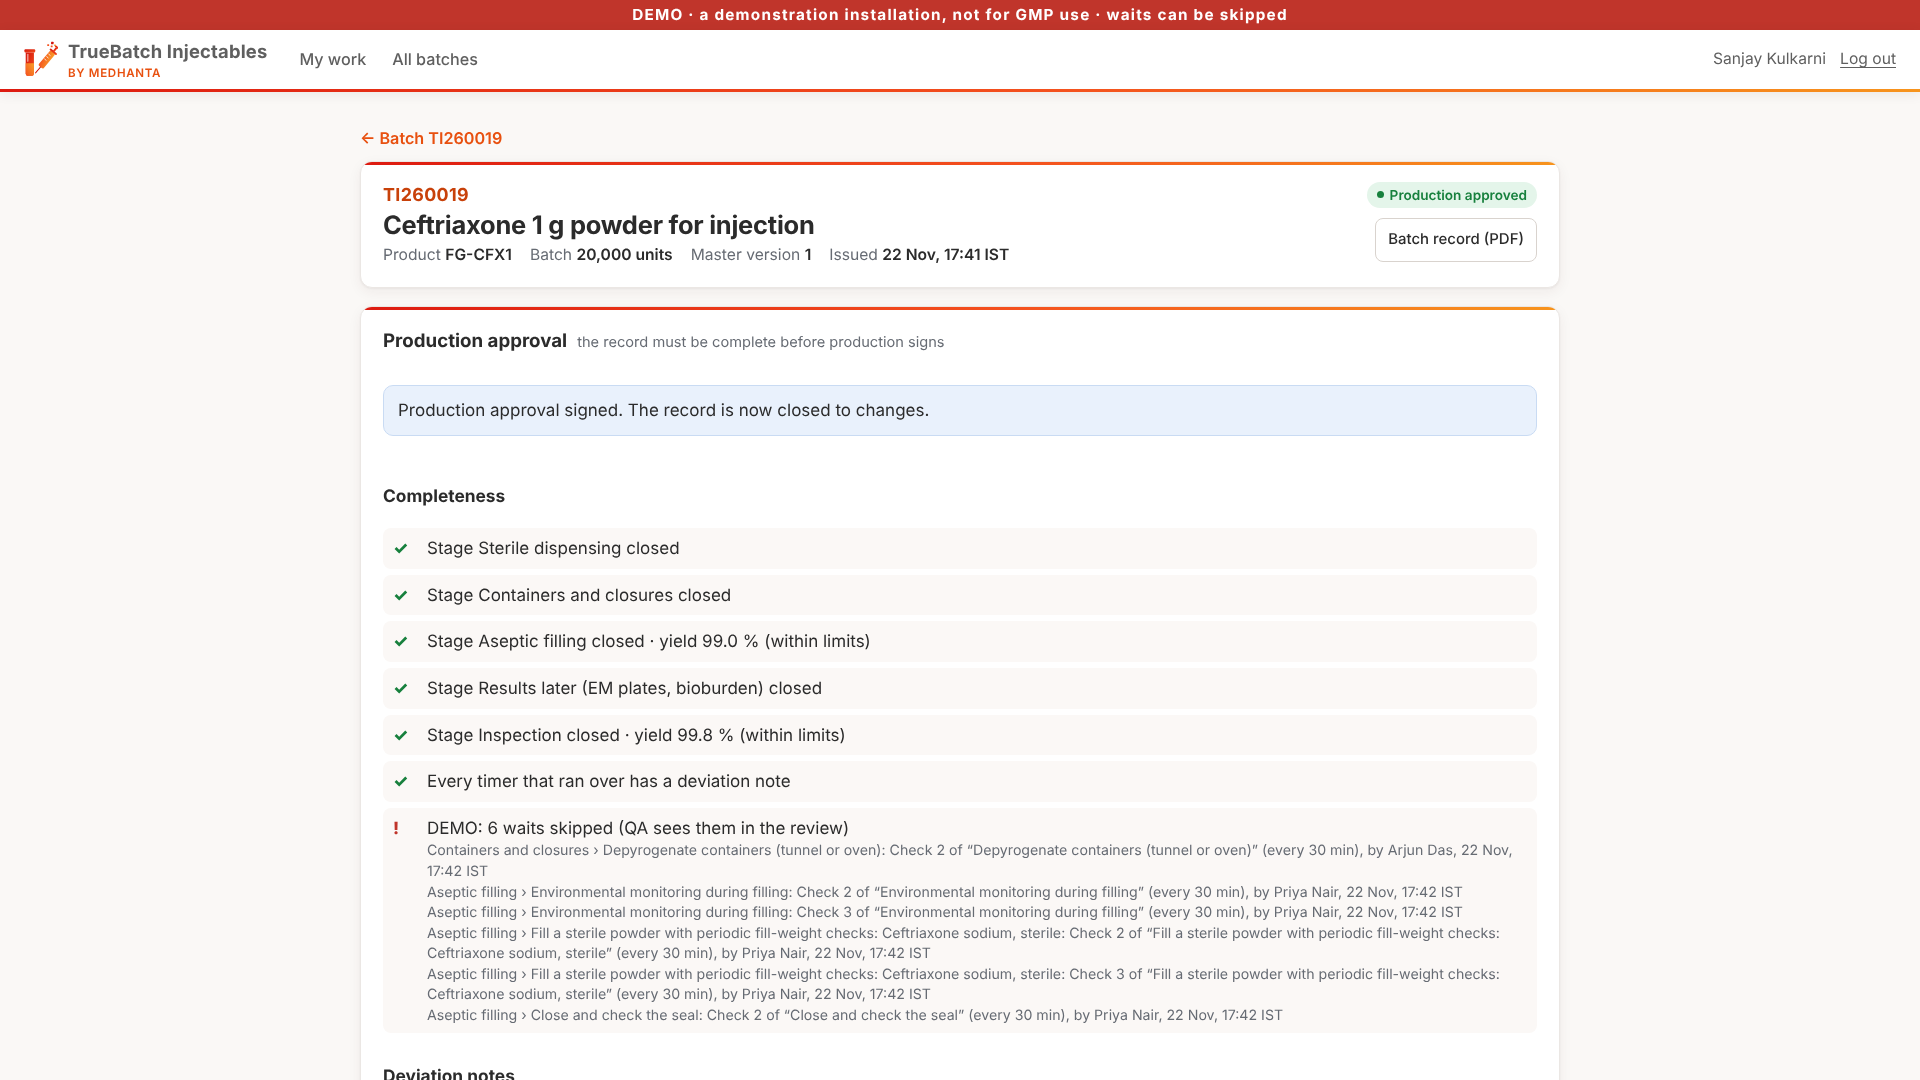 DEMO · a demonstration installation, not for GMP use · waits can be skipped
TrueBatch Injectables
BY MEDHANTA
My work
All batches
Sanjay Kulkarni
Log out
← Batch TI260019
TI260019
Production approved
Ceftriaxone 1 g powder for injection
Batch record (PDF)
Product FG-CFX1 Batch 20,000 units Master version 1 Issued 22 Nov, 17:41 IST
Production approval the record must be complete before production signs
Production approval signed. The record is now closed to changes.
Completeness
✓ Stage Sterile dispensing closed
✓ Stage Containers and closures closed
✓ Stage Aseptic filling closed · yield 99.0 % (within limits)
✓ Stage Results later (EM plates, bioburden) closed
✓ Stage Inspection closed · yield 99.8 % (within limits)
✓ Every timer that ran over has a deviation note
! DEMO: 6 waits skipped (QA sees them in the review)
Containers and closures › Depyrogenate containers (tunnel or oven): Check 2 of “Depyrogenate containers (tunnel or oven)” (every 30 min), by Arjun Das, 22 Nov,
17:42 IST
Aseptic filling › Environmental monitoring during filling: Check 2 of “Environmental monitoring during filling” (every 30 min), by Priya Nair, 22 Nov, 17:42 IST
Aseptic filling › Environmental monitoring during filling: Check 3 of “Environmental monitoring during filling” (every 30 min), by Priya Nair, 22 Nov, 17:42 IST
Aseptic filling › Fill a sterile powder with periodic fill-weight checks: Ceftriaxone sodium, sterile: Check 2 of “Fill a sterile powder with periodic fill-weight checks:
Ceftriaxone sodium, sterile” (every 30 min), by Priya Nair, 22 Nov, 17:42 IST
Aseptic filling › Fill a sterile powder with periodic fill-weight checks: Ceftriaxone sodium, sterile: Check 3 of “Fill a sterile powder with periodic fill-weight checks:
Ceftriaxone sodium, sterile” (every 30 min), by Priya Nair, 22 Nov, 17:42 IST
Aseptic filling › Close and check the seal: Check 2 of “Close and check the seal” (every 30 min), by Priya Nair, 22 Nov, 17:42 IST
Deviation notes